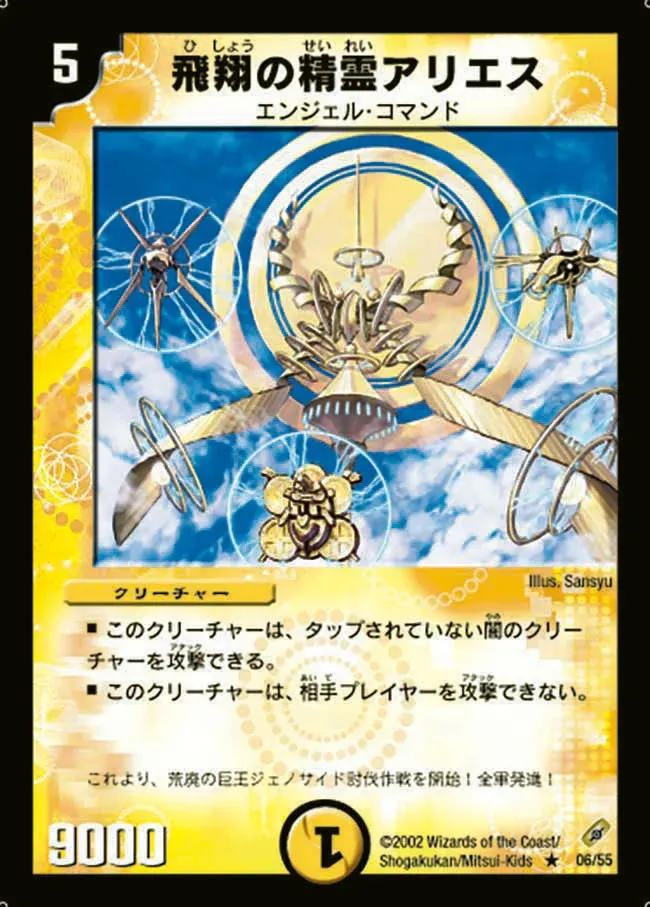 5
ひ しょう せい れい
飛翔の精霊アリエス
エンジェル・コマンド
Illus. Sansyu
クリーチャー
■ このクリーチャーは、タップされていない闇のクリー
チャーを攻撃できる。
■ このクリーチャーは、相手プレイヤーを攻撃できない。
これより、荒廃の巨王ジェノサイド討伐作戦を開始！全軍発進！
9000
1
©2002 Wizards of the Coast/
Shogakukan/Mitsui-Kids ★ 06/55